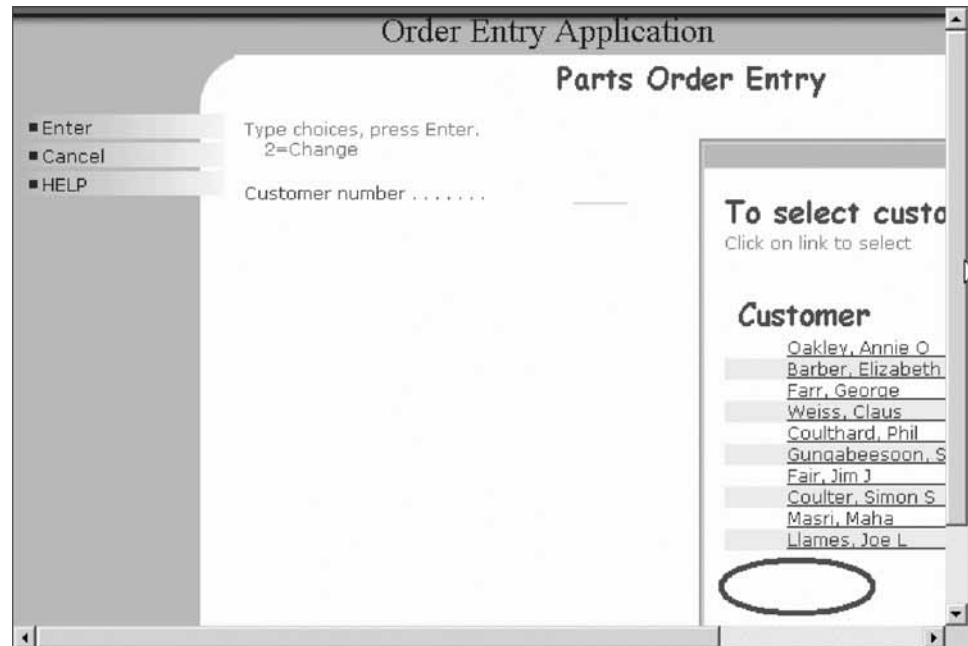 Order Entry Application
Parts Order Entry
Enter
Cancel
HELP
Type choices, press Enter.
2=Change
Customer number . . . . . . .
To select custo
Click on link to select
Customer
Oakley, Annie O
Barber, Elizabeth
Farr, George
Weiss, Claus
Coulthard, Phil
Gungabeesoon, S
Fair, Jim J
Coulter, Simon S
Masri, Maha
Llames, Joe L